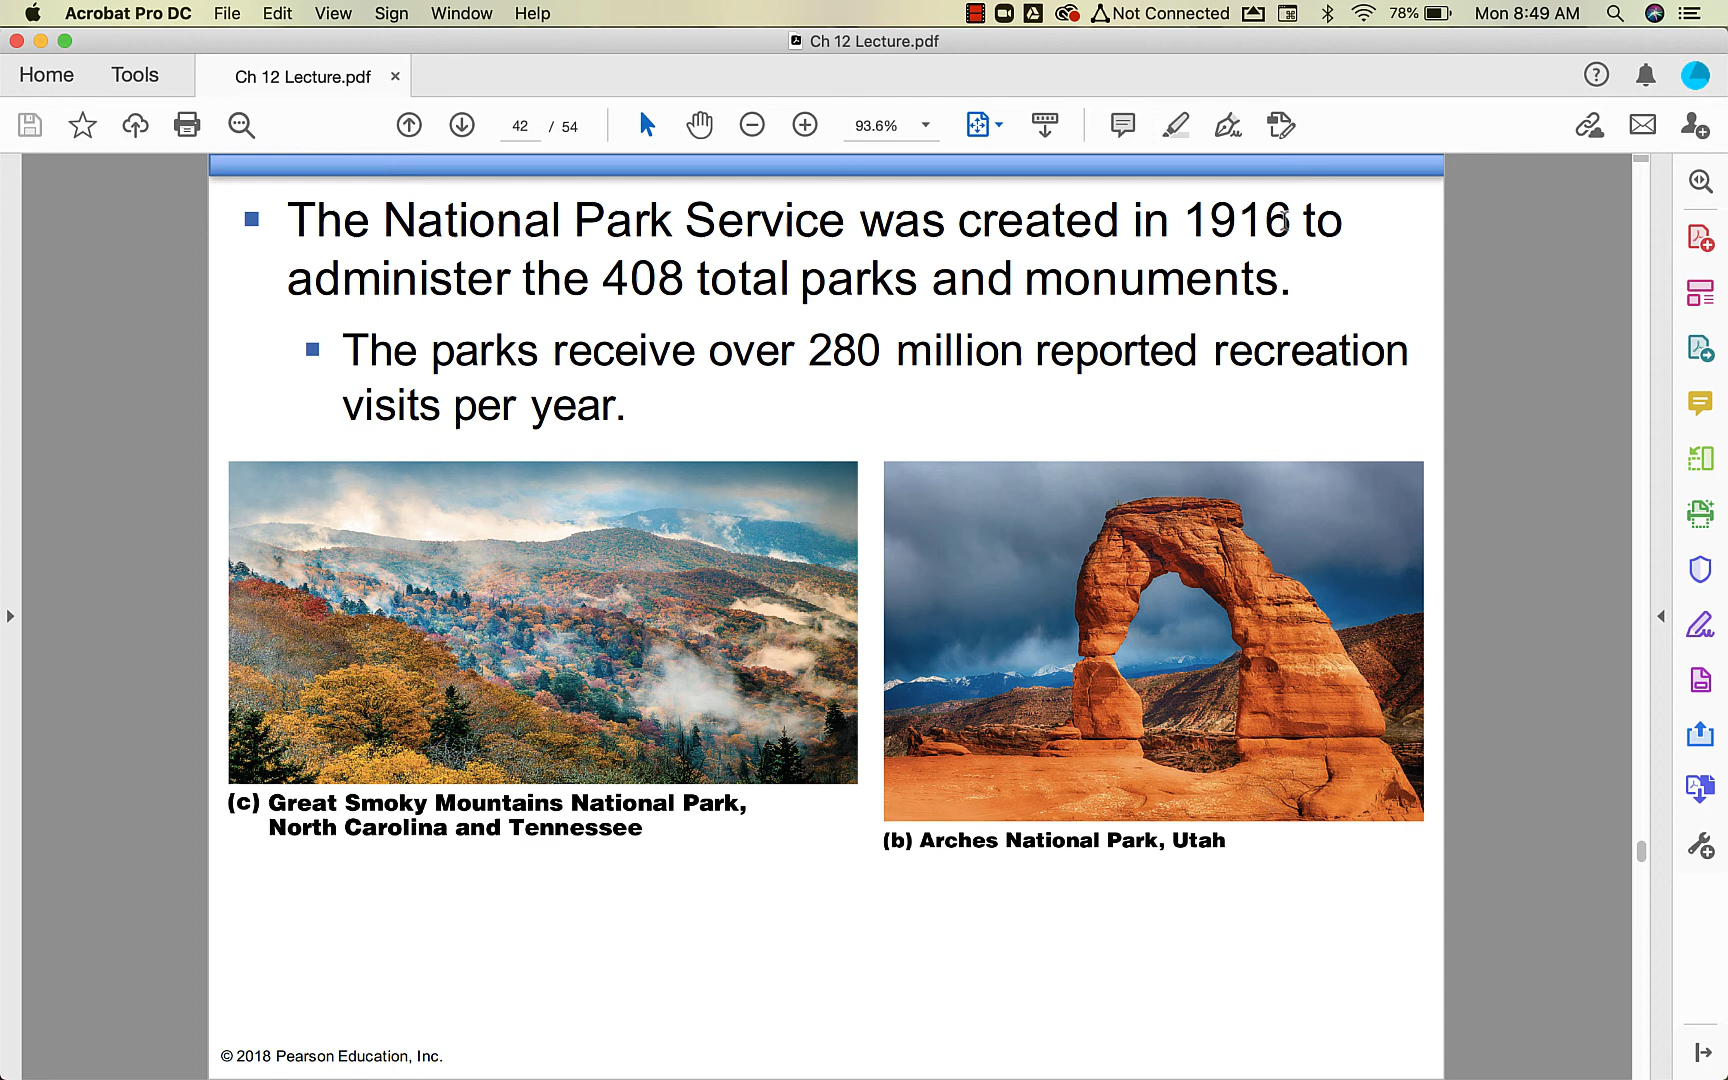 Acrobat Pro DC File Edit View Sign Window Help Not Connected 78% Mon 8:49 AM
Ch 12 Lecture.pdf
Home Tools Ch 12 Lecture.pdf ×
42 / 54 93.6%
The National Park Service was created in 1916 to
administer the 408 total parks and monuments.
The parks receive over 280 million reported recreation
visits per year.
(c) Great Smoky Mountains National Park,
North Carolina and Tennessee
(b) Arches National Park, Utah
© 2018 Pearson Education, Inc.